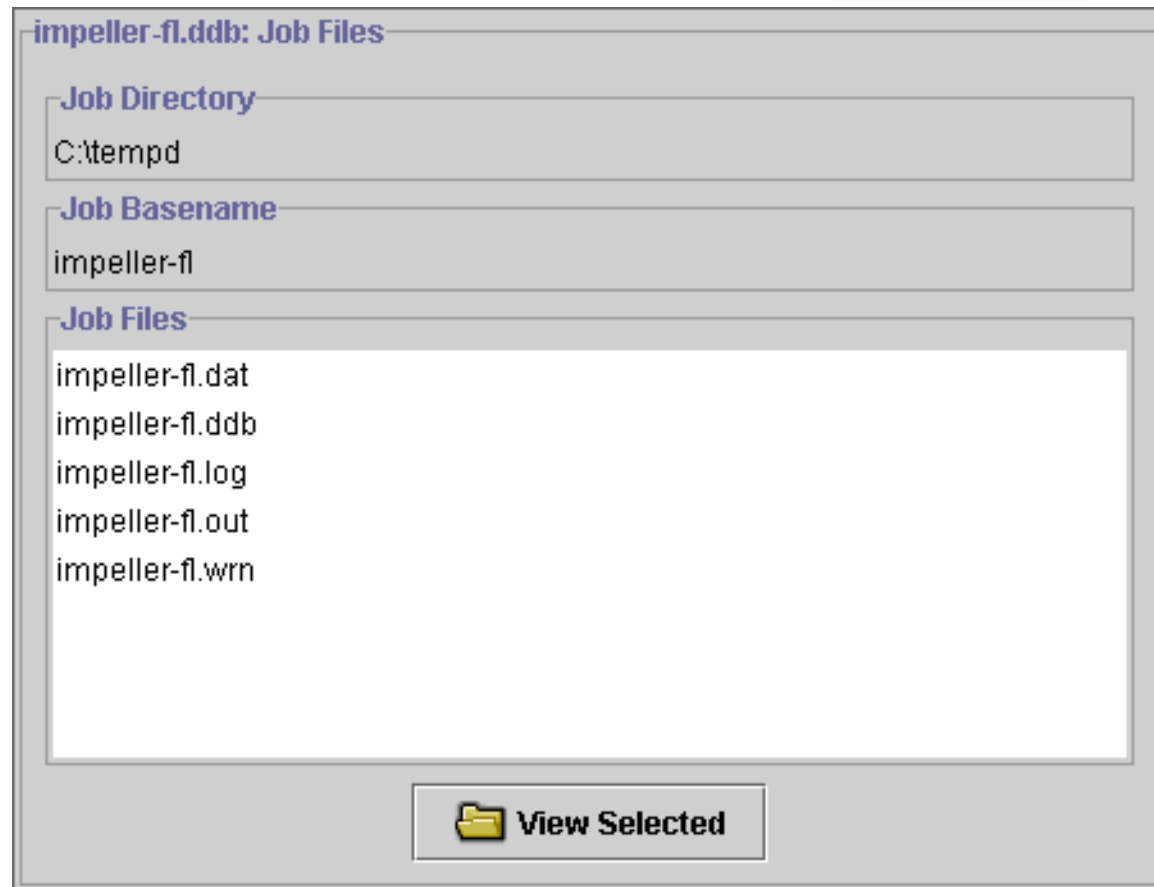 impeller-fl.ddb: Job Files
Job Directory
C:\tempd
Job Basename
impeller-fl
Job Files
impeller-fl.dat
impeller-fl.ddb
impeller-fl.log
impeller-fl.out
impeller-fl.wrn
View Selected